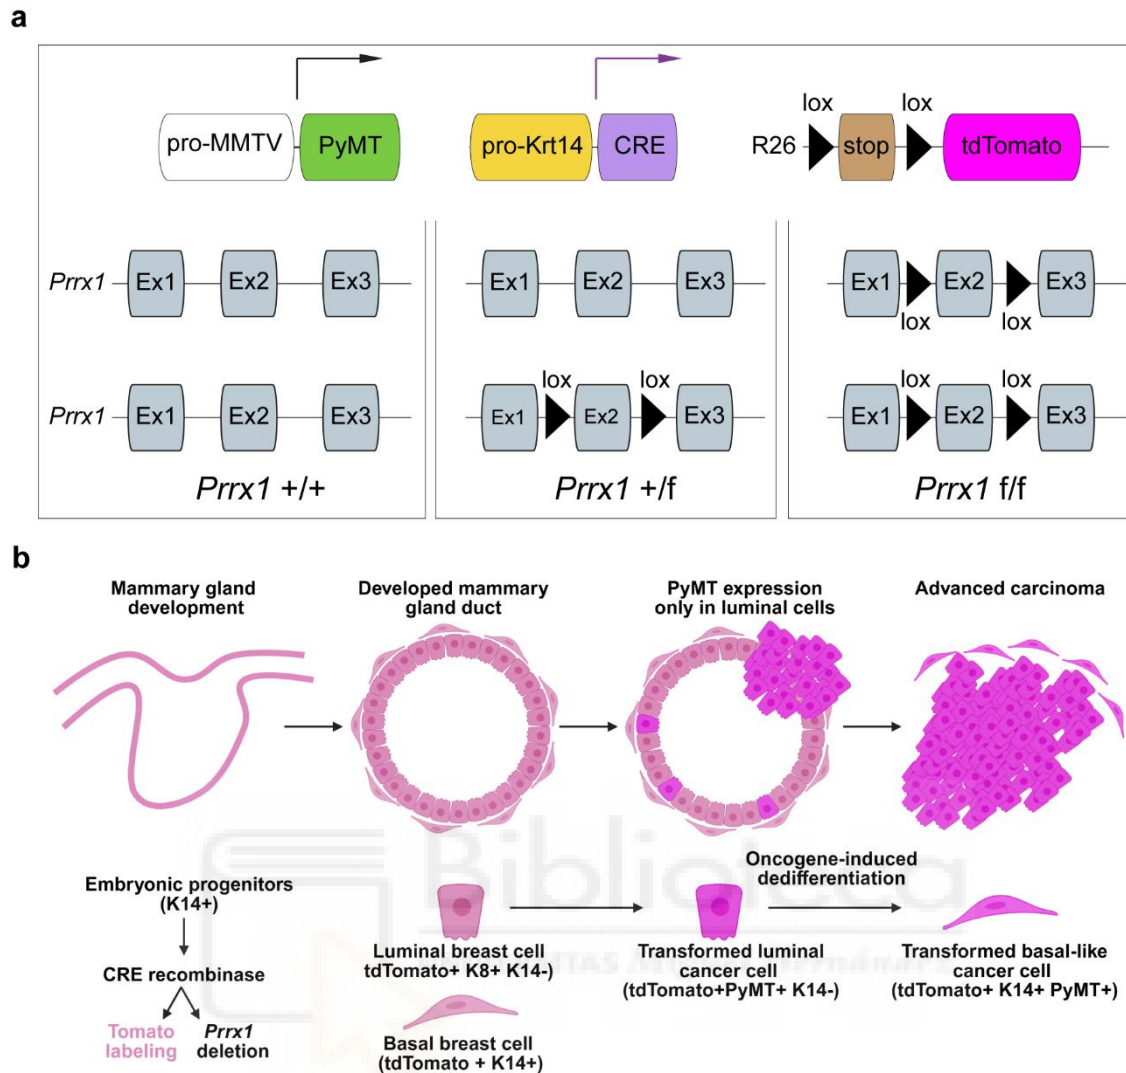 a
pro-MMTV PyMT pro-Krt14 CRE R26 lox stop lox tdTomato
Prrx1 Ex1 Ex2 Ex3 Ex1 Ex2 Ex3 Ex1 lox Ex2 lox Ex3
Prrx1 Ex1 Ex2 Ex3 Ex1 lox Ex2 lox Ex3 Ex1 lox Ex2 lox Ex3
Prrx1 +/+ Prrx1 +/f Prrx1 f/f
b
Mammary gland
development
Developed mammary
gland duct
PyMT expression
only in luminal cells
Advanced carcinoma
Embryonic progenitors
(K14+)
CRE recombinase
Tomato
labeling
Prrx1
deletion
Luminal breast cell
tdTomato+ K8+ K14-)
Basal breast cell
(tdTomato + K14+)
Oncogene-induced
dedifferentiation
Transformed luminal
cancer cell
(tdTomato+PyMT+ K14-)
Transformed basal-like
cancer cell
(tdTomato+ K14+ PyMT+)
Biblioteca